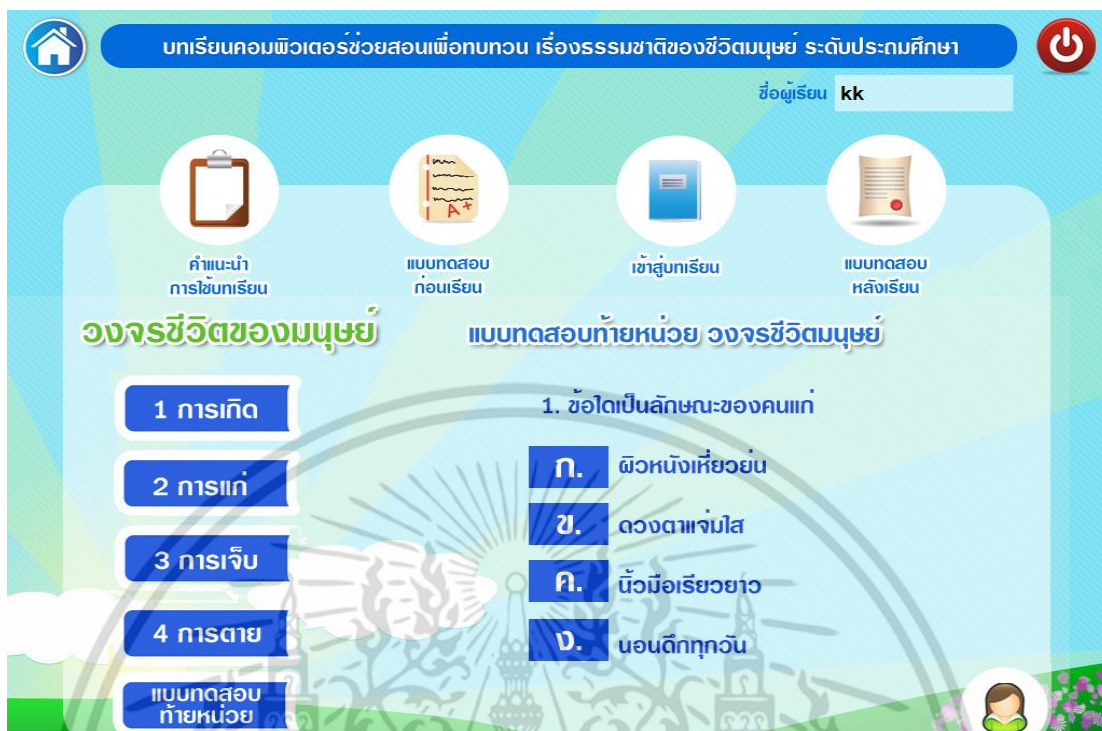 บทเรียนคอมพิวเตอร์ช่วยสอนเพื่อทบทวน เรื่องธรรมชาติของชีวิตมนุษย์ ระดับประถมศึกษา
ชื่อผู้เรียน kk
A+
คำแนะนำ
การใช้บทเรียน
แบบทดสอบ
ก่อนเรียน
เข้าสู่บทเรียน
แบบทดสอบ
หลังเรียน
วงจรชีวิตของมนุษย์
1 การเกิด
2 การแก่
3 การเจ็บ
4 การตาย
แบบทดสอบ
ท้ายหน่วย
แบบทดสอบท้ายหน่วย วงจรชีวิตมนุษย์
1. ข้อใดเป็นลักษณะของคนแก่
ก. ผิวหนังเหี่ยวย่น
ข. ดวงตาแจ่มใส
ค. นิ้วมือเรียวยาว
ง. นอนดึกทุกวัน